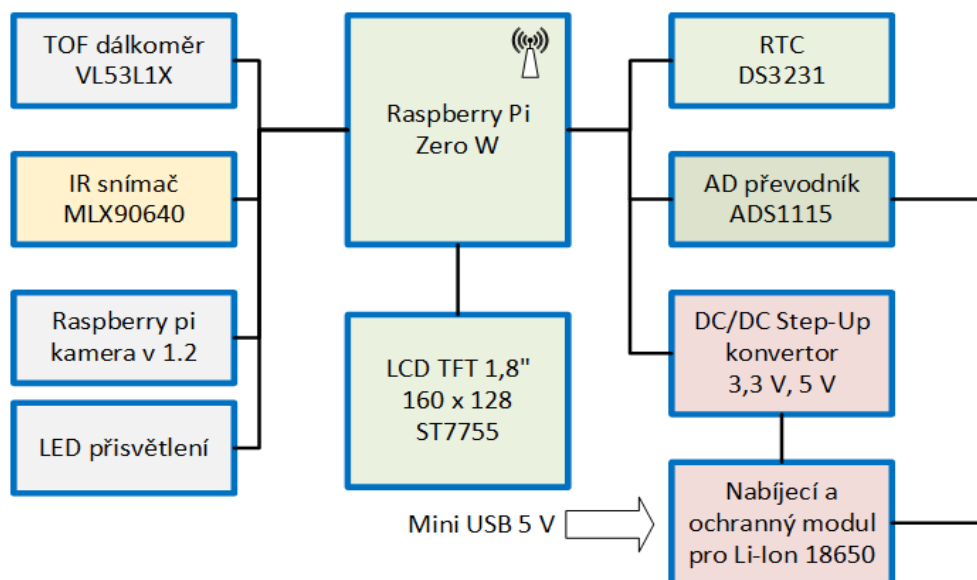 TOF dálkoměr
VL53L1X
IR snímač
MLX90640
Raspberry pi
kamera v 1.2
LED přisvětlení
Raspberry Pi
Zero W
LCD TFT 1,8"
160 x 128
ST7755
Mini USB 5 V
RTC
DS3231
AD převodník
ADS1115
DC/DC Step-Up
konvertor
3,3 V, 5 V
Nabíjecí a
ochranný modul
pro Li-Ion 18650